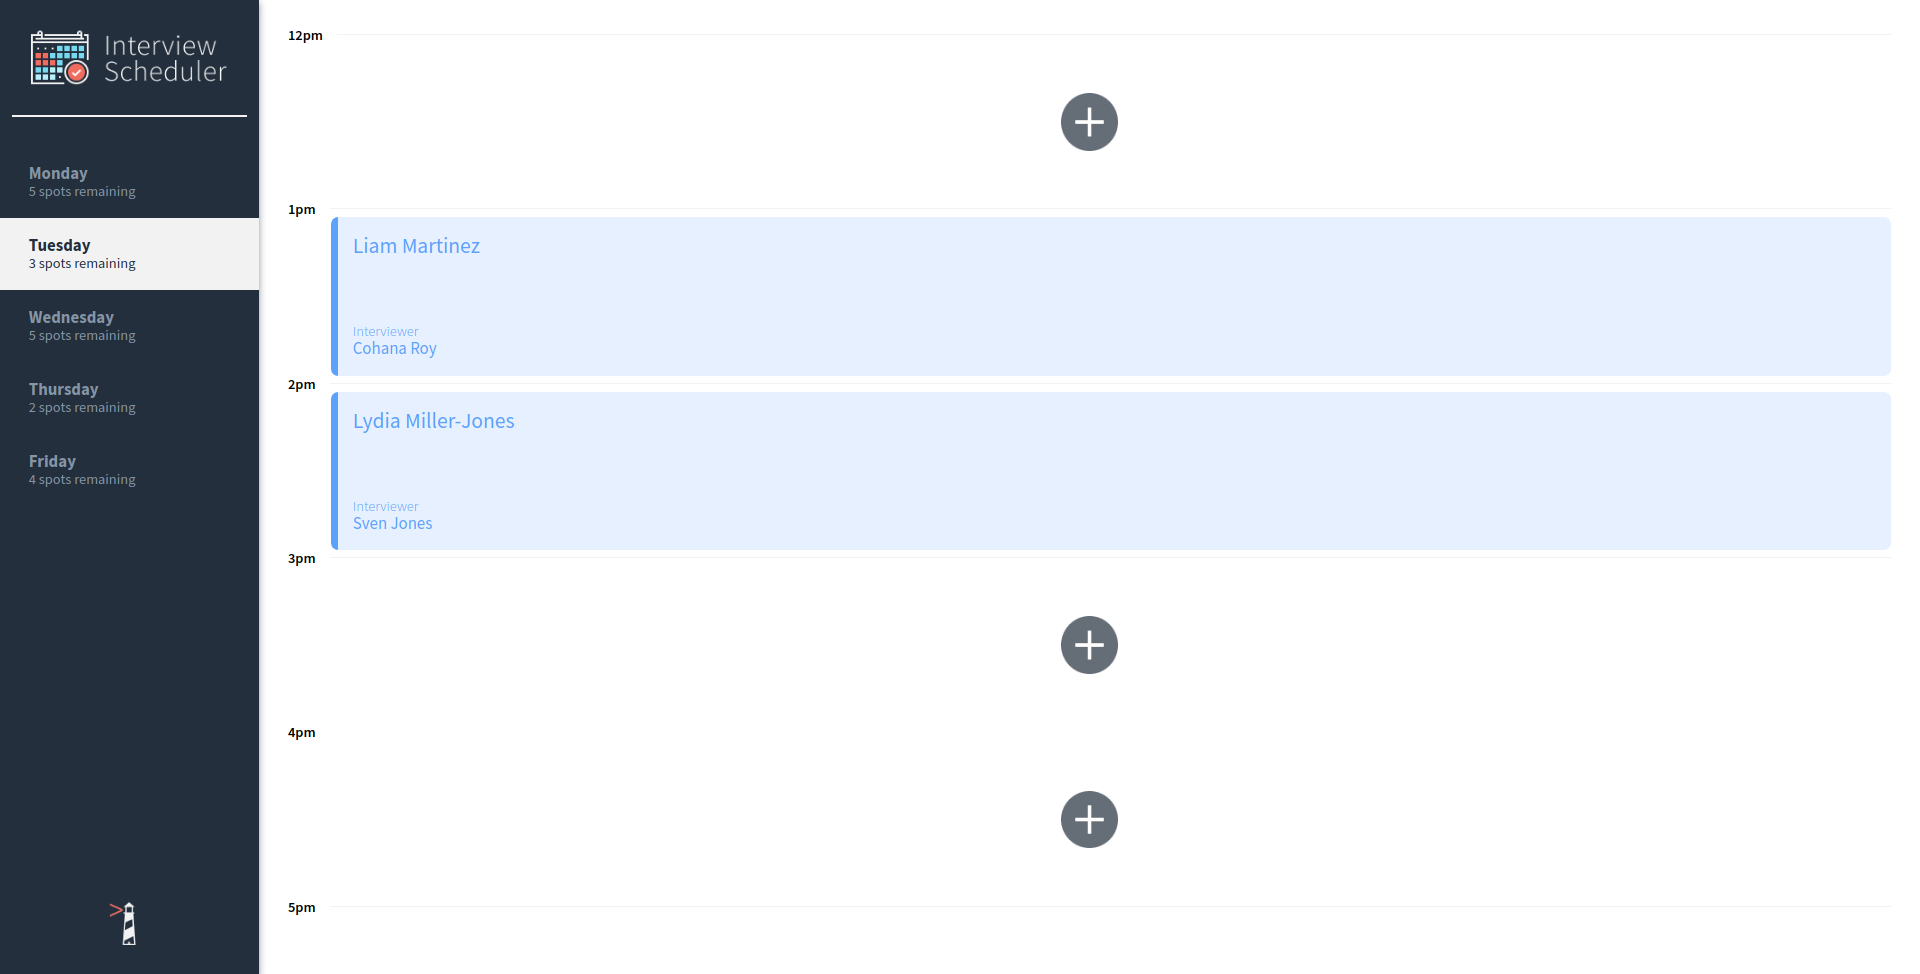 Interview
Scheduler
Monday
5 spots remaining
Tuesday
3 spots remaining
Wednesday
5 spots remaining
Thursday
2 spots remaining
Friday
4 spots remaining
12pm
1pm
Liam Martinez
Interviewer
Cohana Roy
2pm
Lydia Miller-Jones
Interviewer
Sven Jones
3pm
4pm
5pm